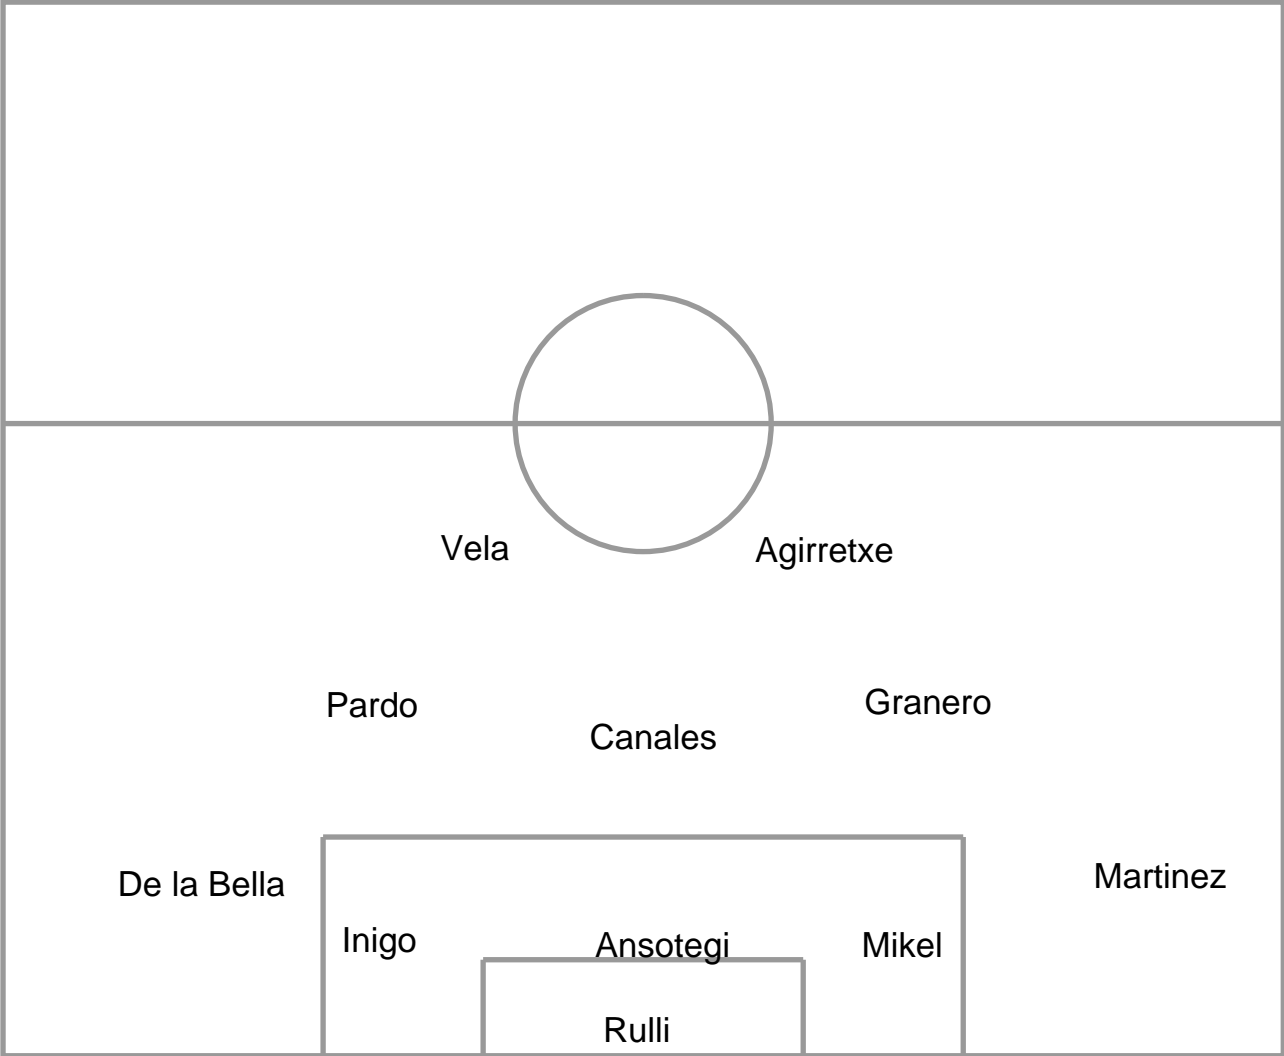 Vela
Agirretxe
Pardo
Granero
Canales
De la Bella
Martinez
Inigo
Ansotegi
Mikel
Rulli